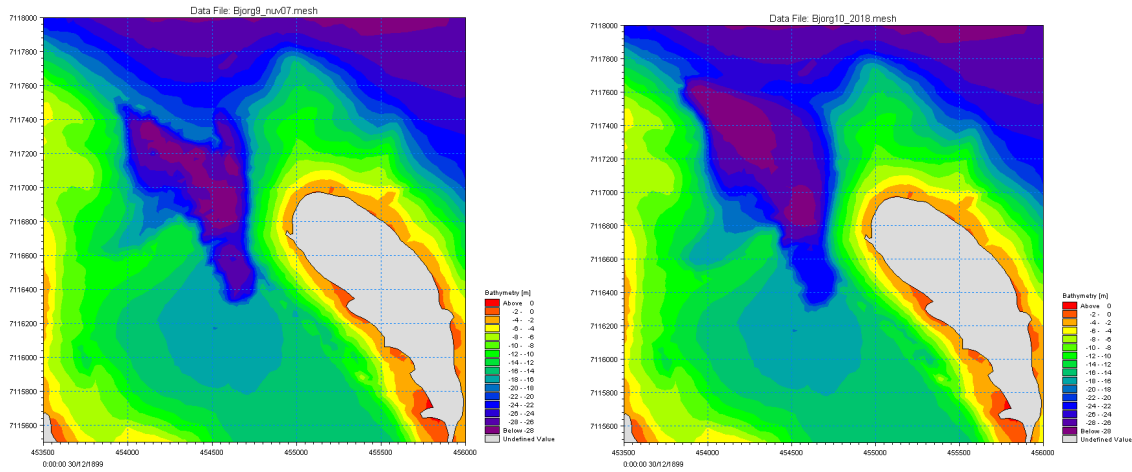 Data File: Bjorg9_nuv07.mesh
7118000
7117800
7117600
7117400
7117200
7117000
7116800
7116600
7116400
7116200
7116000
7115800
7115600
453500
454000
454500
455000
455500
456000
0:00:00 30/12/1899
Bathymetry [m]
Above 0
-2 - 0
-4 - -2
-6 - -4
-8 - -6
-10 - -8
-12 - -10
-14 - -12
-16 - -14
-18 - -16
-20 - -18
-22 - -20
-24 - -22
-26 - -24
-28 - -26
Below -28
Undefined Value
Data File: Bjorg10_2018.mesh
7118000
7117800
7117600
7117400
7117200
7117000
7116800
7116600
7116400
7116200
7116000
7115800
7115600
453500
454000
454500
455000
455500
456000
0:00:00 30/12/1899
Bathymetry [m]
Above 0
-2 - 0
-4 - -2
-6 - -4
-8 - -6
-10 - -8
-12 - -10
-14 - -12
-16 - -14
-18 - -16
-20 - -18
-22 - -20
-24 - -22
-26 - -24
-28 - -26
Below -28
Undefined Value